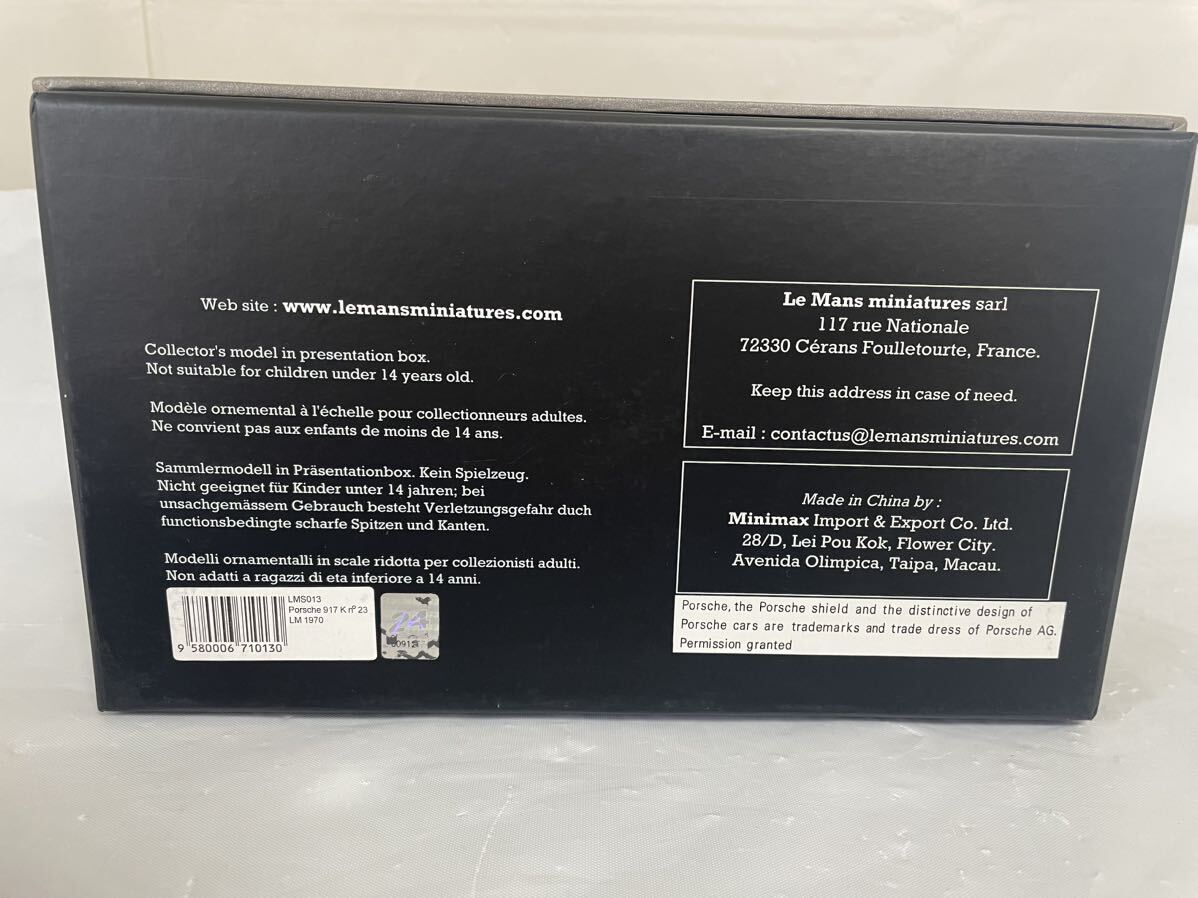 Web site : www.lemansminiatures.com
Collector's model in presentation box.
Not suitable for children under 14 years old.
Modèle ornemental à l'échelle pour collectionneurs adultes.
Ne convient pas aux enfants de moins de 14 ans.
Sammlermodell in Präsentationbox. Kein Spielzeug.
Nicht geeignet für Kinder unter 14 jahren; bei
unsachgemässem Gebrauch besteht Verletzungsgefahr duch
functionsbedingte scharfe Spitzen und Kanten.
Modelli ornamentalli in scale ridotta per collezionisti adulti.
Non adatti a ragazzi di eta inferiore a 14 anni.
LMS013
Porsche 917 K nº 23
LM 1970
9 580006 710130
Le Mans miniatures sarl
117 rue Nationale
72330 Cérans Foulletourte, France.
Keep this address in case of need.
E-mail : contactus@lemansminiatures.com
Made in China by :
Minimax Import & Export Co. Ltd.
28/D, Lei Pou Kok, Flower City.
Avenida Olimpica, Taipa, Macau.
Porsche, the Porsche shield and the distinctive design of
Porsche cars are trademarks and trade dress of Porsche AG.
Permission granted